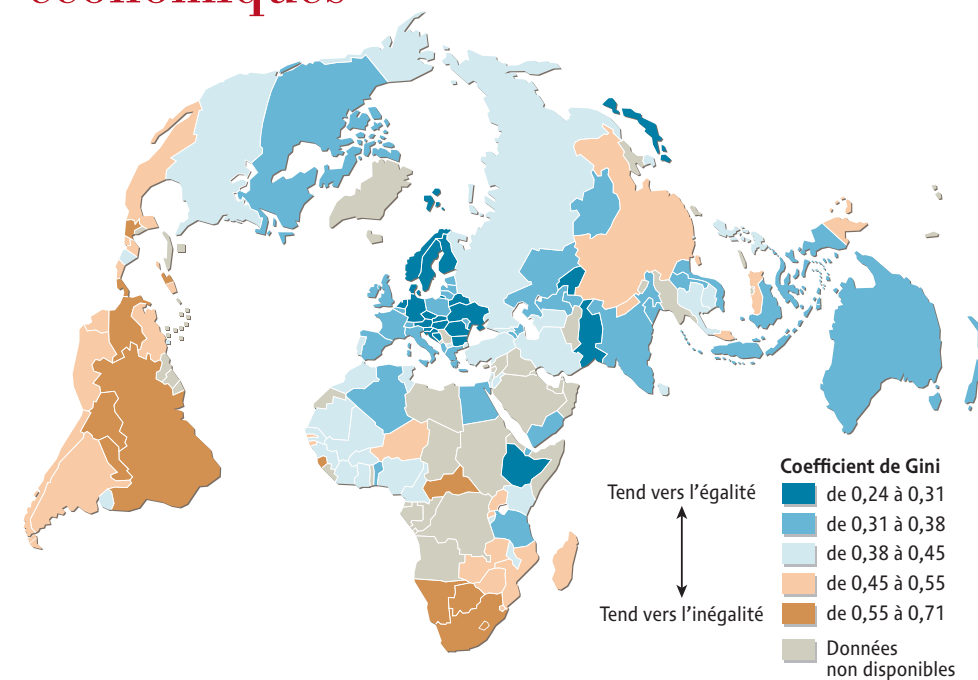 économiques
Coefficient de Gini
Tend vers l'égalité
de 0,24 à 0,31
de 0,31 à 0,38
de 0,38 à 0,45
de 0,45 à 0,55
Tend vers l'inégalité
de 0,55 à 0,71
Données
non disponibles